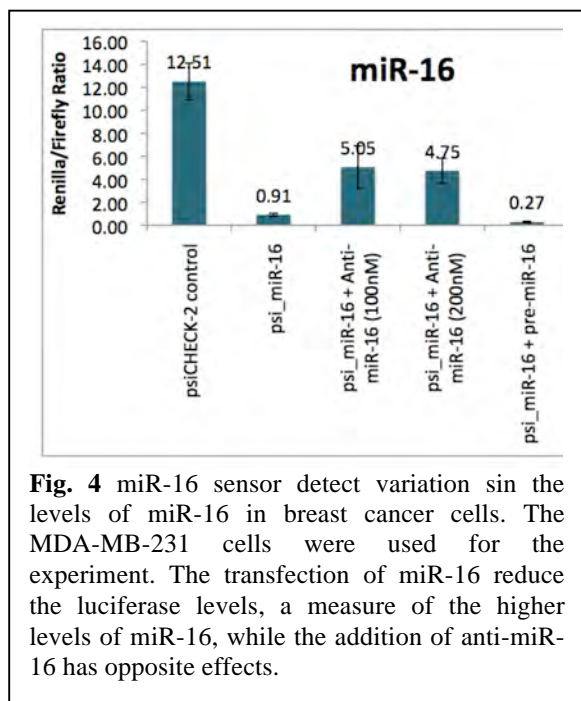 16.00
14.00
12.00
10.00
8.00
6.00
4.00
2.00
0.00
Renilla/Firefly Ratio
miR-16
12.51
0.91
5.05
4.75
0.27
psiCHECK-2 control
psi_miR-16
psi_miR-16 + Anti-
miR-16 (100nM)
psi_miR-16 + Anti-
miR-16 (200nM)
psi_miR-16 + pre-miR-16
Fig. 4 miR-16 sensor detect variation sin the
levels of miR-16 in breast cancer cells. The
MDA-MB-231 cells were used for the
experiment. The transfection of miR-16 reduce
the luciferase levels, a measure of the higher
levels of miR-16, while the addition of anti-miR-
16 has opposite effects.